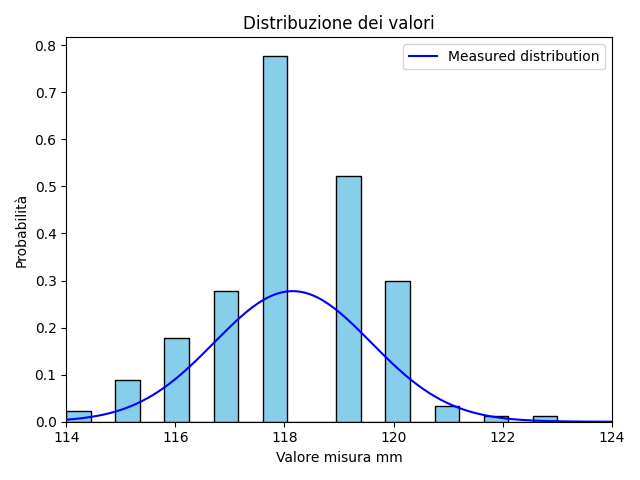 Distribuzione dei valori
Measured distribution
0.8
0.7
0.6
0.5
0.4
0.3
0.2
0.1
0.0
Probabilità
114 116 118 120 122 124
Valore misura mm